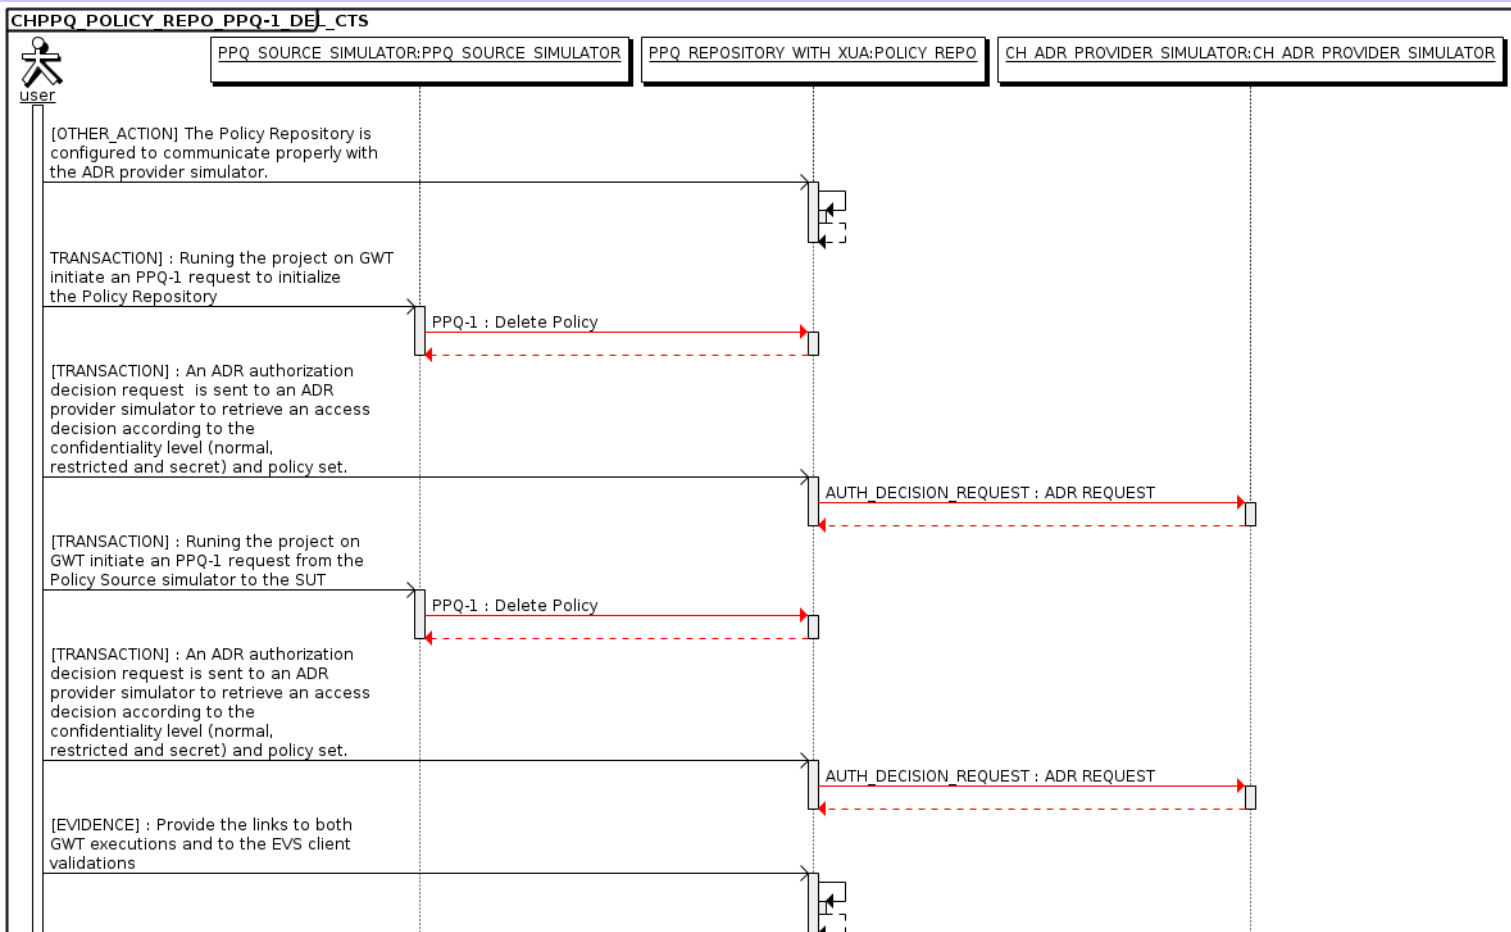 CHPPQ_POLICY_REPO_PPQ-1_DEL_CTS
PPQ_SOURCE_SIMULATOR:PPQ_SOURCE_SIMULATOR
PPQ_REPOSITORY_WITH_XUA:POLICY_REPO
CH_ADR_PROVIDER_SIMULATOR:CH_ADR_PROVIDER_SIMULATOR
user
[OTHER_ACTION] The Policy Repository is
configured to communicate properly with
the ADR provider simulator.
TRANSACTION] : Runing the project on GWT
initiate an PPQ-1 request to initialize
the Policy Repository
PPQ-1 : Delete Policy
[TRANSACTION] : An ADR authorization
decision request  is sent to an ADR
provider simulator to retrieve an access
decision according to the
confidentiality level (normal,
restricted and secret) and policy set.
AUTH_DECISION_REQUEST : ADR REQUEST
[TRANSACTION] : Runing the project on
GWT initiate an PPQ-1 request from the
Policy Source simulator to the SUT
PPQ-1 : Delete Policy
[TRANSACTION] : An ADR authorization
decision request is sent to an ADR
provider simulator to retrieve an access
decision according to the
confidentiality level (normal,
restricted and secret) and policy set.
AUTH_DECISION_REQUEST : ADR REQUEST
[EVIDENCE] : Provide the links to both
GWT executions and to the EVS client
validations